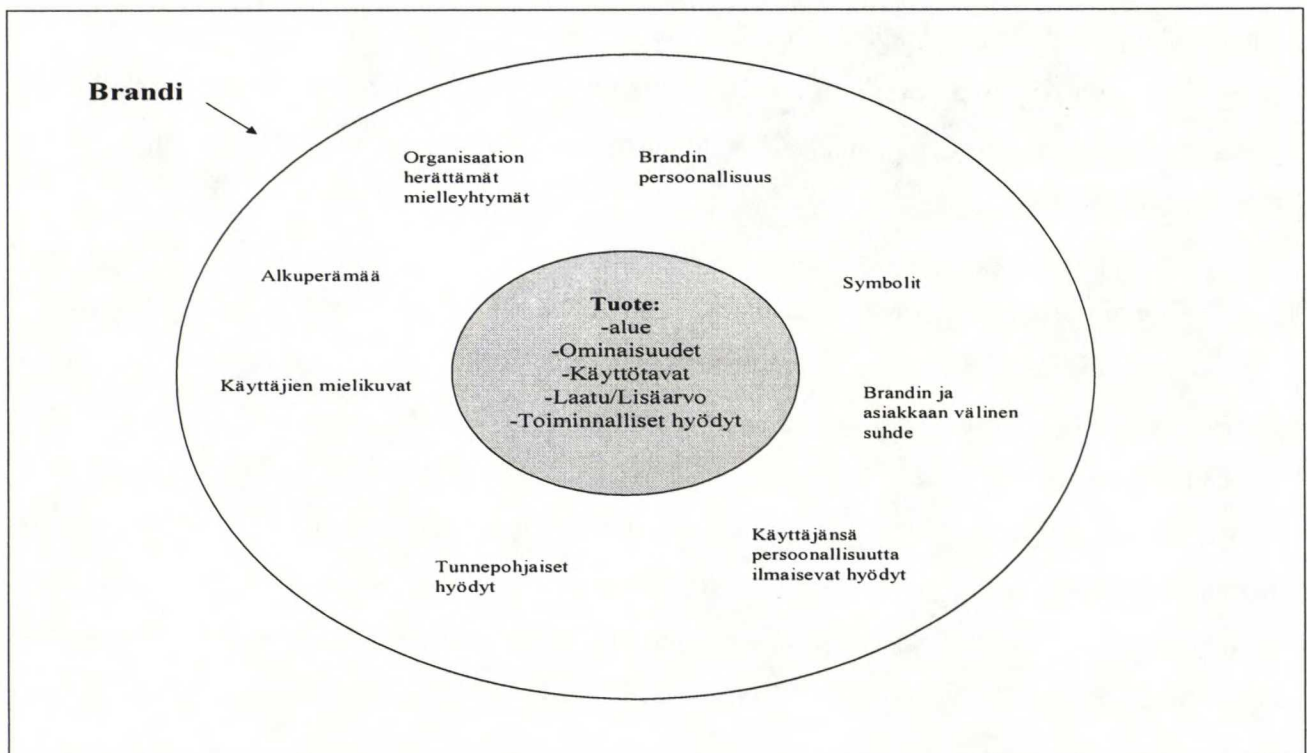 Brandi
Organisaation
herättämät
mielleyhtymät
Brandin
persoonallisuus
Alkuperämää
Symbolit
Tuote:
-alue
-Ominaisuudet
-Käyttötavat
-Laatu/Lisäarvo
-Toiminnalliset hyödyt
Käyttäjien mielikuvat
Brandin ja
asiakkaan välinen
suhde
Tunnepohjaiset
hyödyt
Käyttäjänsä
persoonallisuutta
ilmaisevat hyödyt